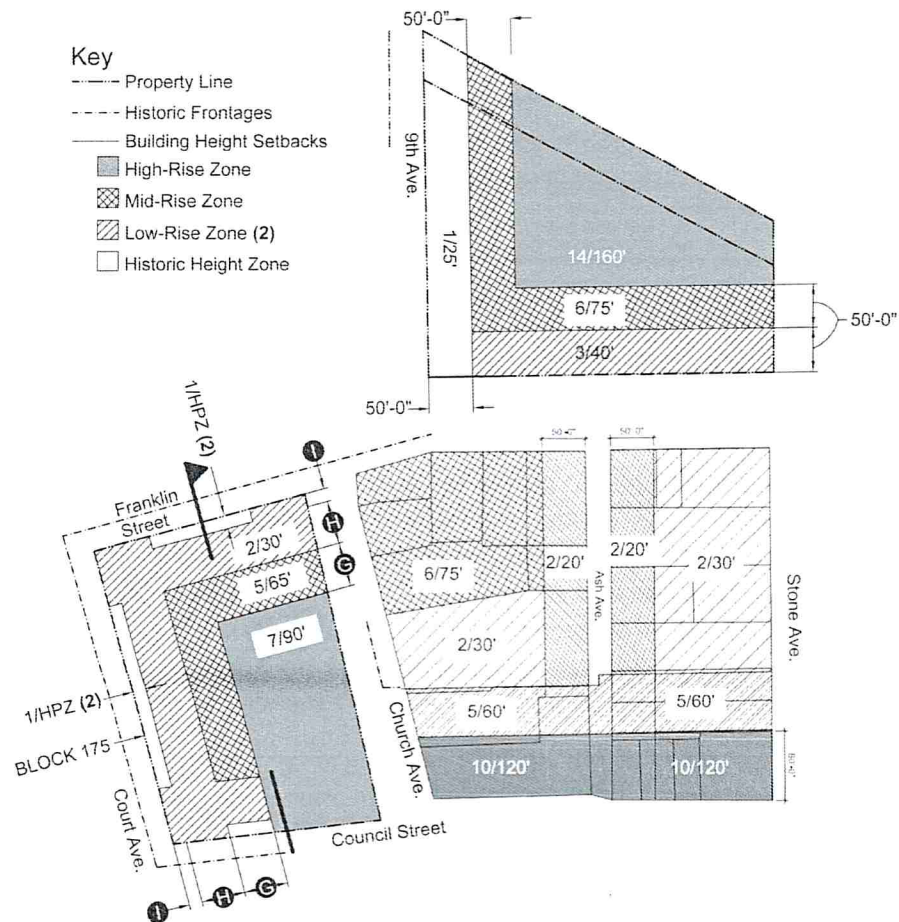 50'-0"
Key
Property Line
Historic Frontages
Building Height Setbacks
High-Rise Zone
Mid-Rise Zone
Low-Rise Zone (2)
Historic Height Zone
9th Ave.
1/25'
14/160'
6/75'
3/40'
50'-0"
50'-0"
1/HPZ (2)
I
Franklin
Street
H
G
2/30'
5/65'
7/90'
50'-0"
50'-0"
6/75'
2/20'
2/20'
2/30'
Ash Ave.
Stone Ave.
2/30'
1/HPZ (2)
5/60'
5/60'
BLOCK 175
Church Ave.
10/120'
10/120'
Court Ave.
Council Street
I
H
G